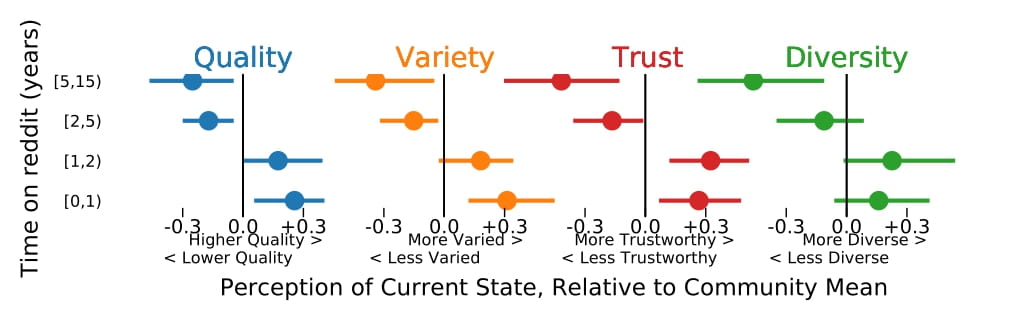 Time on reddit (years)
Quality Variety Trust Diversity
[5,15)
[2,5)
[1,2)
[0,1)
-0.3 0.0 +0.3 -0.3 0.0 +0.3 -0.3 0.0 +0.3 -0.3 0.0 +0.3
Higher Quality > More Varied > More Trustworthy > More Diverse >
< Lower Quality < Less Varied < Less Trustworthy < Less Diverse
Perception of Current State, Relative to Community Mean